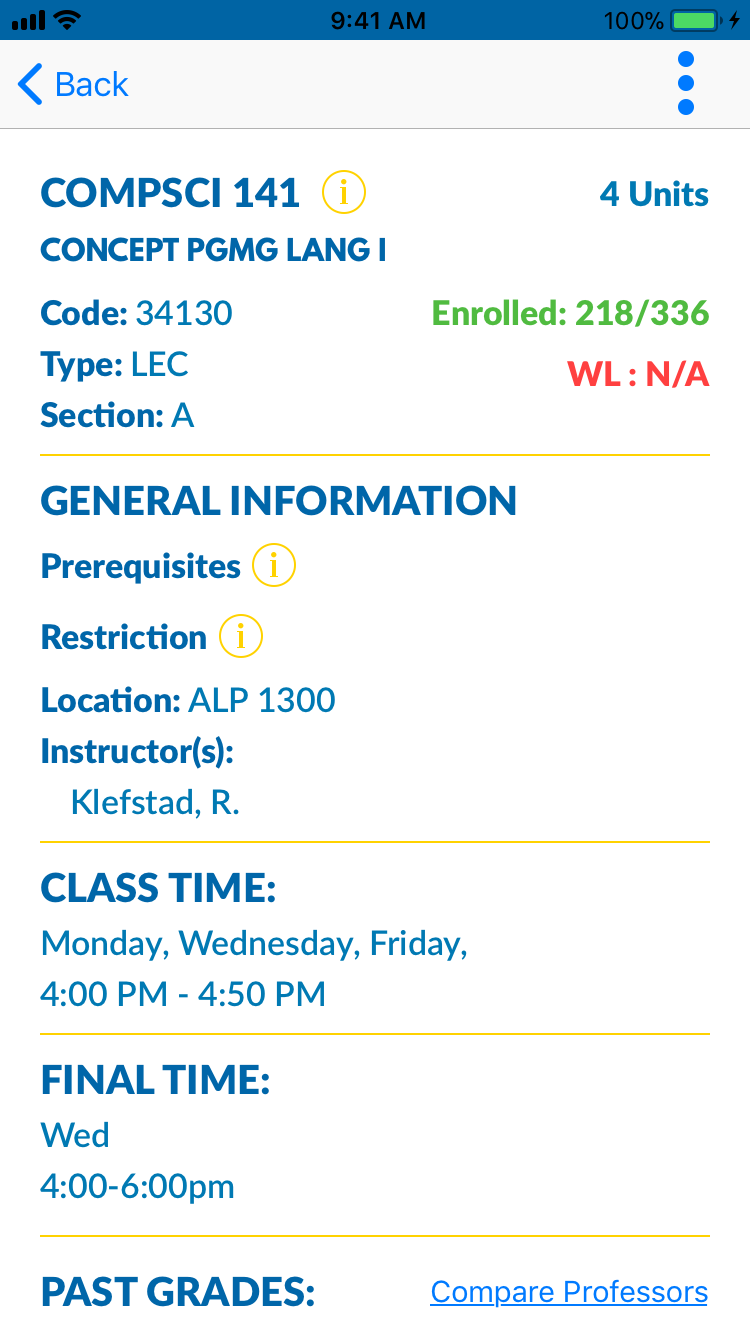 9:41 AM 100%
Back
COMPSCI 141 i 4 Units
CONCEPT PGMG LANG I
Code: 34130 Enrolled: 218/336
Type: LEC WL : N/A
Section: A
GENERAL INFORMATION
Prerequisites i
Restriction i
Location: ALP 1300
Instructor(s):
Klefstad, R.
CLASS TIME:
Monday, Wednesday, Friday,
4:00 PM - 4:50 PM
FINAL TIME:
Wed
4:00-6:00pm
PAST GRADES: Compare Professors